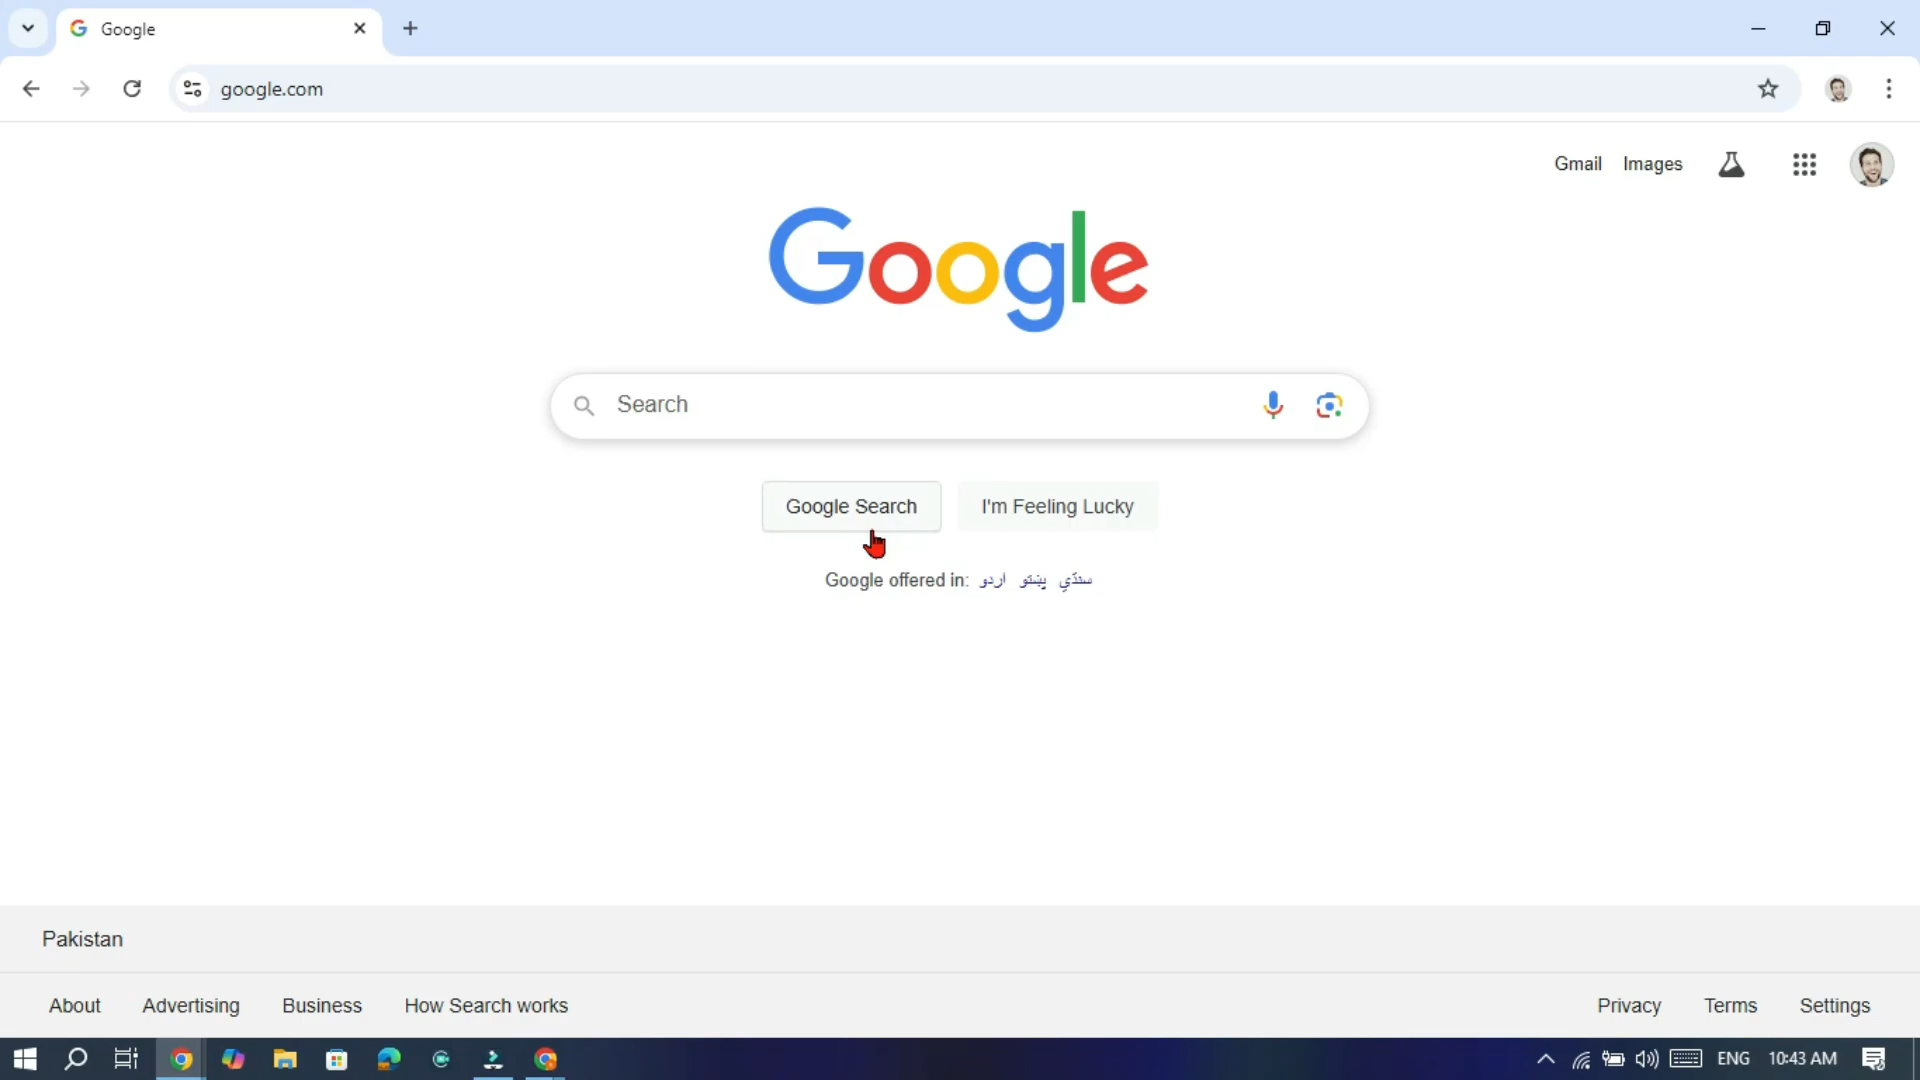 Google
google.com
Gmail Images
Google
Search
Google Search I'm Feeling Lucky
Google offered in: اردو پښتو سنڌي
Pakistan
About Advertising Business How Search works Privacy Terms Settings
ENG 10:43 AM